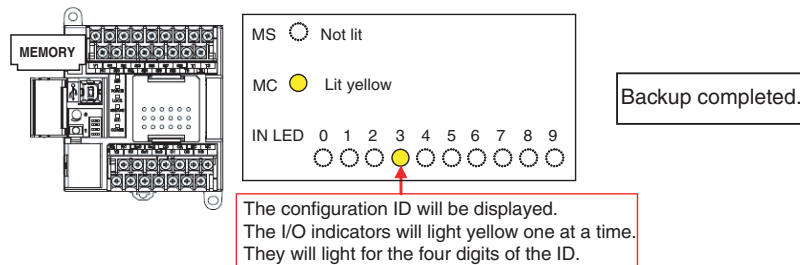 MEMORY
MS Not lit
MC Lit yellow
IN LED 0 1 2 3 4 5 6 7 8 9
Backup completed.
The configuration ID will be displayed.
The I/O indicators will light yellow one at a time.
They will light for the four digits of the ID.